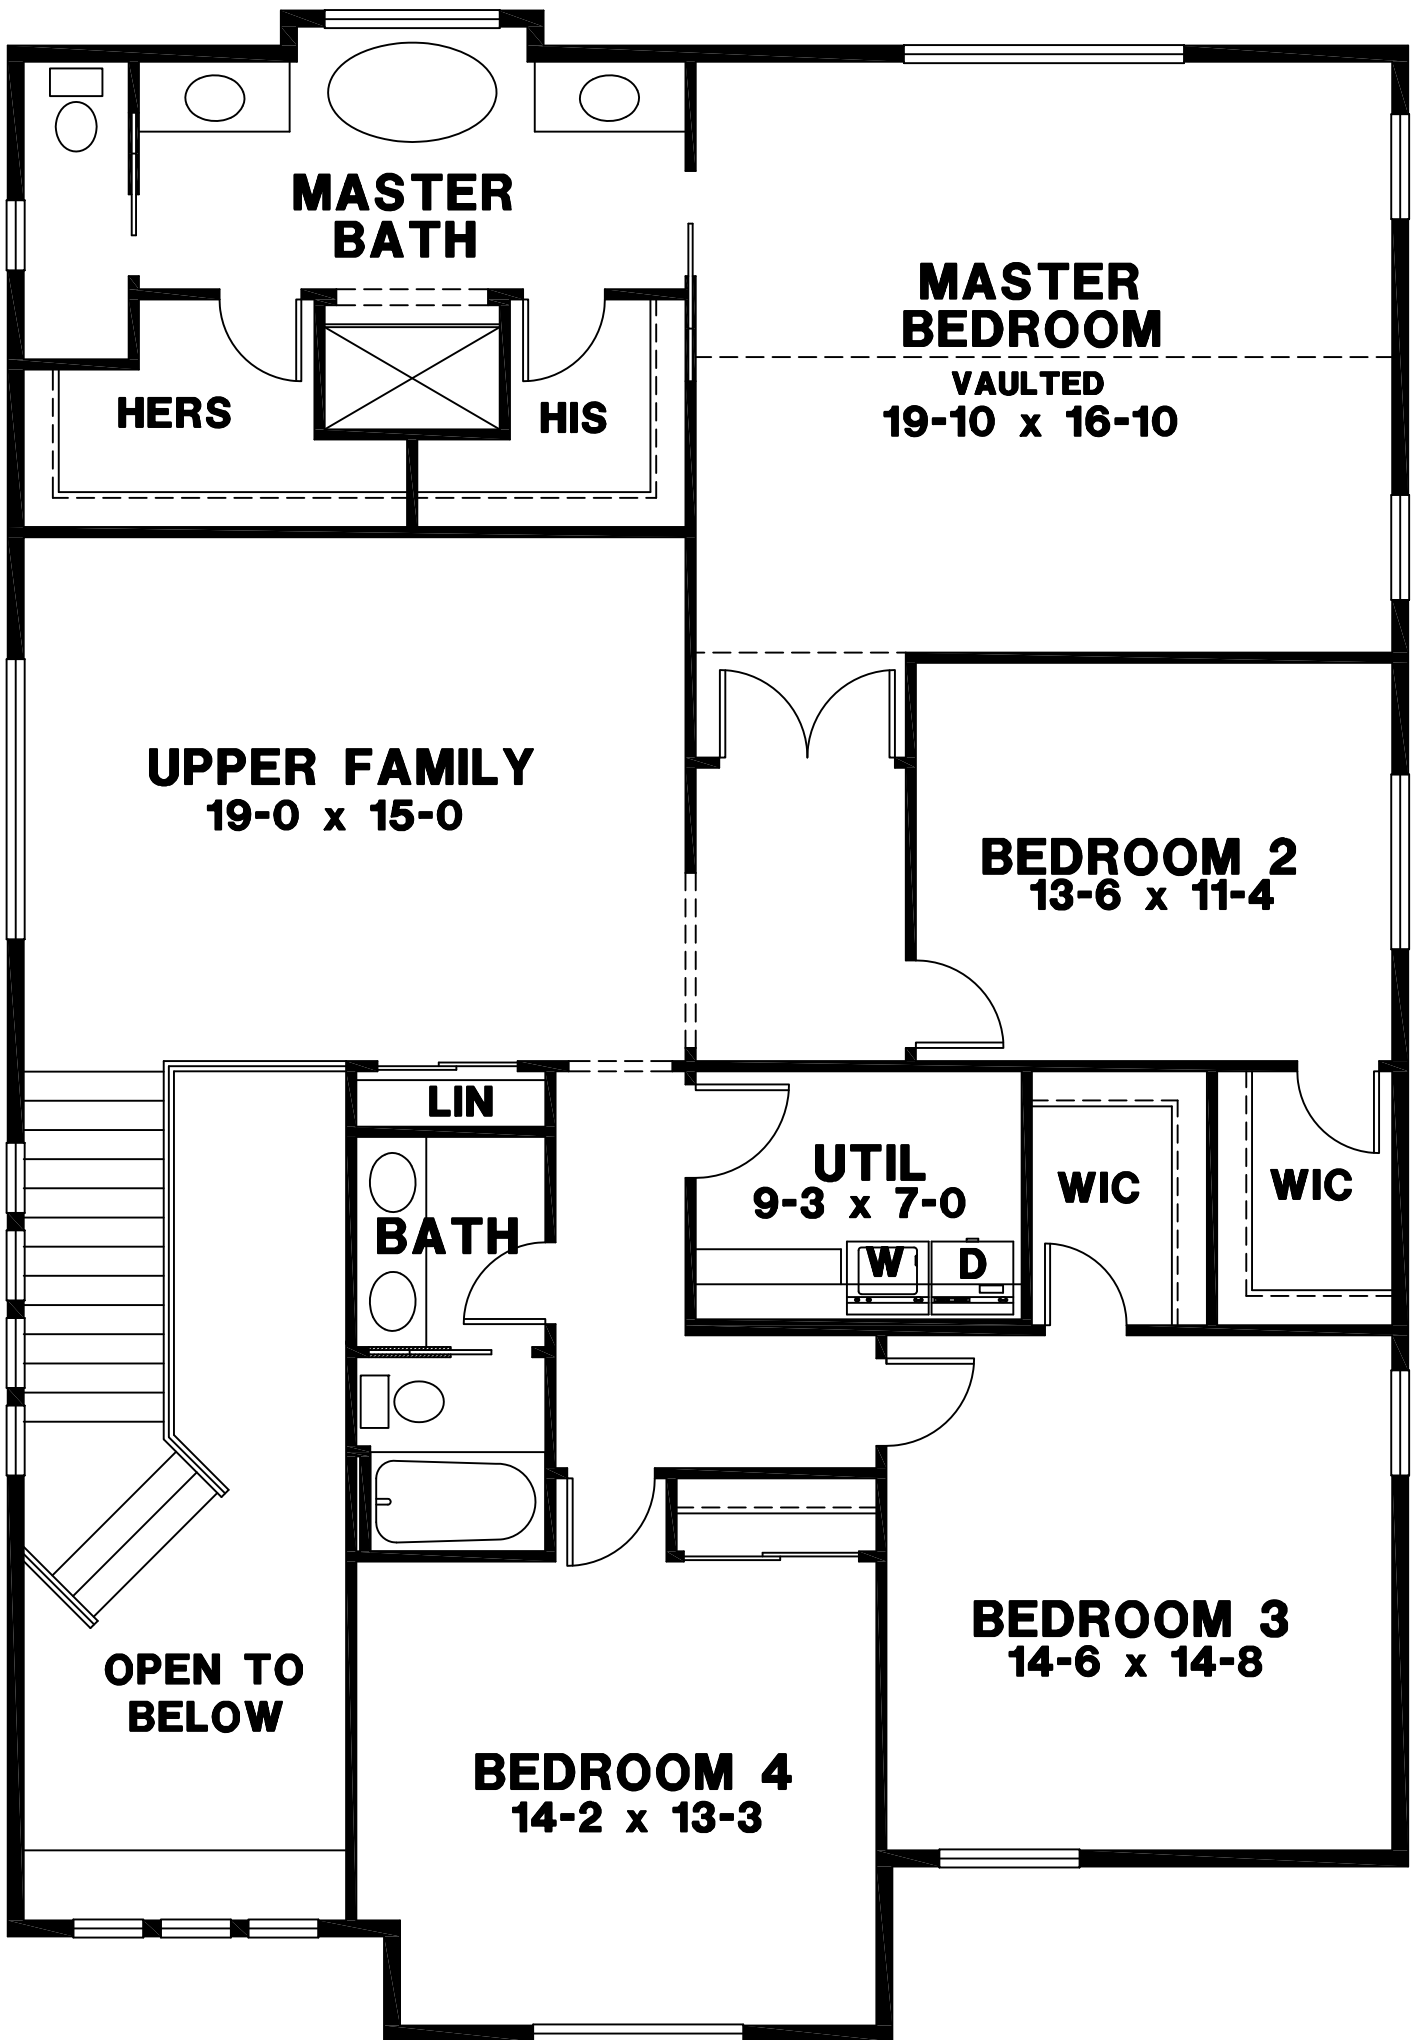 MASTER
BATH
MASTER
BEDROOM
VAULTED
19-10 x 16-10
HERS
HIS
UPPER FAMILY
19-0 x 15-0
BEDROOM 2
13-6 x 11-4
LIN
UTIL
9-3 x 7-0
WIC
WIC
BATH
W
D
BEDROOM 3
14-6 x 14-8
OPEN TO
BELOW
BEDROOM 4
14-2 x 13-3